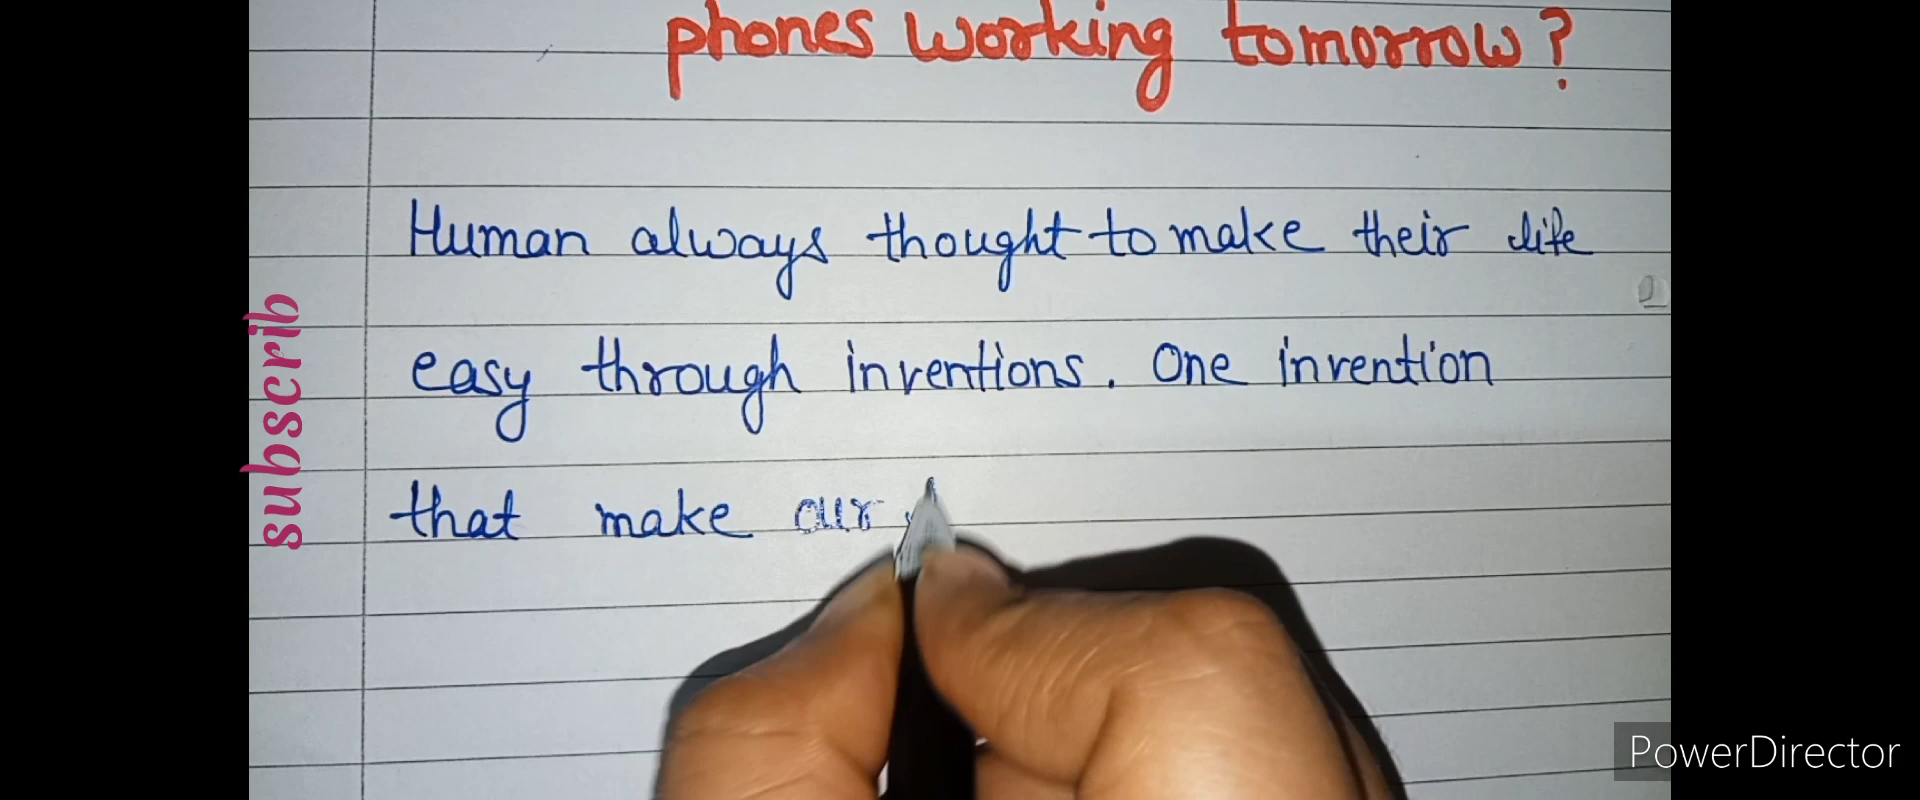 phones working tomorrow?
Human always thought to make their life
easy through inventions. One invention
that make our
subscrib
PowerDirector